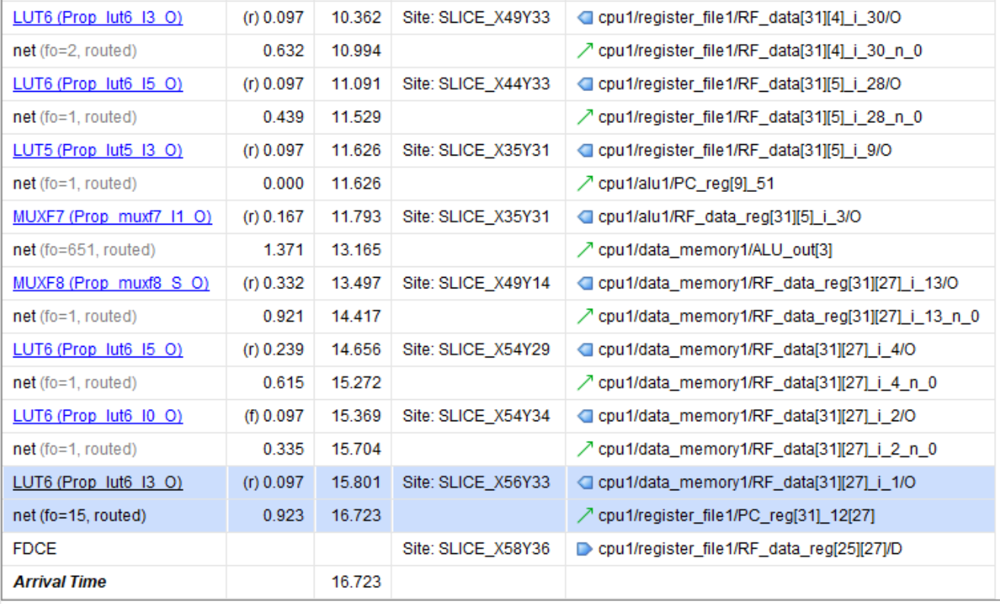 LUT6 (Prop_lut6_I3_O) (r) 0.097 10.362 Site: SLICE_X49Y33 cpu1/register_file1/RF_data[31][4]_i_30/O
net (fo=2, routed) 0.632 10.994 cpu1/register_file1/RF_data[31][4]_i_30_n_0
LUT6 (Prop_lut6_I5_O) (r) 0.097 11.091 Site: SLICE_X44Y33 cpu1/register_file1/RF_data[31][5]_i_28/O
net (fo=1, routed) 0.439 11.529 cpu1/register_file1/RF_data[31][5]_i_28_n_0
LUT5 (Prop_lut5_I3_O) (r) 0.097 11.626 Site: SLICE_X35Y31 cpu1/register_file1/RF_data[31][5]_i_9/O
net (fo=1, routed) 0.000 11.626 cpu1/alu1/PC_reg[9]_51
MUXF7 (Prop_muxf7_I1_O) (r) 0.167 11.793 Site: SLICE_X35Y31 cpu1/alu1/RF_data_reg[31][5]_i_3/O
net (fo=651, routed) 1.371 13.165 cpu1/data_memory1/ALU_out[3]
MUXF8 (Prop_muxf8_S_O) (r) 0.332 13.497 Site: SLICE_X49Y14 cpu1/data_memory1/RF_data_reg[31][27]_i_13/O
net (fo=1, routed) 0.921 14.417 cpu1/data_memory1/RF_data_reg[31][27]_i_13_n_0
LUT6 (Prop_lut6_I5_O) (r) 0.239 14.656 Site: SLICE_X54Y29 cpu1/data_memory1/RF_data[31][27]_i_4/O
net (fo=1, routed) 0.615 15.272 cpu1/data_memory1/RF_data[31][27]_i_4_n_0
LUT6 (Prop_lut6_I0_O) (f) 0.097 15.369 Site: SLICE_X54Y34 cpu1/data_memory1/RF_data[31][27]_i_2/O
net (fo=1, routed) 0.335 15.704 cpu1/data_memory1/RF_data[31][27]_i_2_n_0
LUT6 (Prop_lut6_I3_O) (r) 0.097 15.801 Site: SLICE_X56Y33 cpu1/data_memory1/RF_data[31][27]_i_1/O
net (fo=15, routed) 0.923 16.723 cpu1/register_file1/PC_reg[31]_12[27]
FDCE Site: SLICE_X58Y36 cpu1/register_file1/RF_data_reg[25][27]/D
Arrival Time 16.723